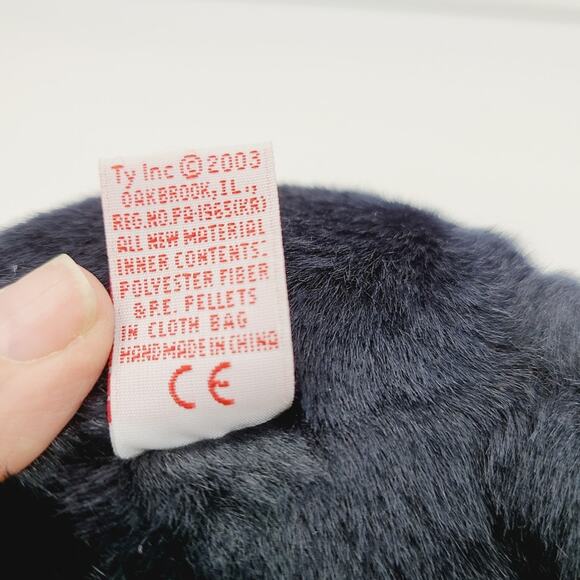 Ty Inc © 2003
OAKBROOK, IL.,
REG.NO.PA-1965(KR)
ALL NEW MATERIAL
INNER CONTENTS:
POLYESTER FIBER
& P.E. PELLETS
IN CLOTH BAG
HANDMADE IN CHINA
CE